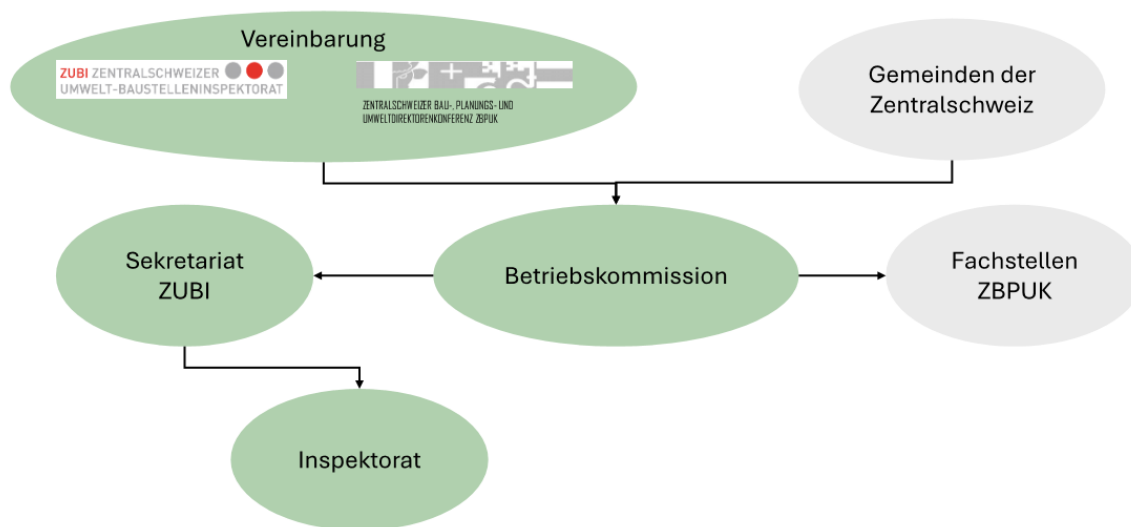 Vereinbarung
ZUBI ZENTRALSCHWEIZER
UMWELT-BAUSTELLENINSPEKTORAT
ZENTRALSCHWEIZER BAU-, PLANUNGS- UND
UMWELTDIREKTORENKONFERENZ ZBPUK
Gemeinden der
Zentralschweiz
Sekretariat
ZUBI
Betriebskommission
Fachstellen
ZBPUK
Inspektorat